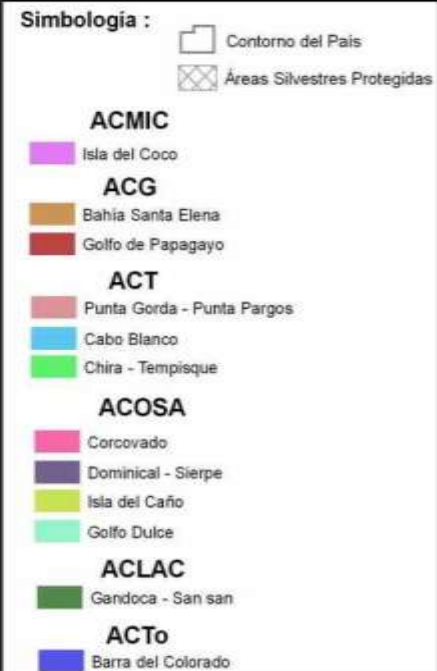 Simbología :
Contorno del País
Áreas Silvestres Protegidas
ACMIC
Isla del Coco
ACG
Bahía Santa Elena
Golfo de Papagayo
ACT
Punta Gorda - Punta Pargos
Cabo Blanco
Chira - Tempisque
ACOSA
Corcovado
Dominical - Sierpe
Isla del Caño
Golfo Dulce
ACLAC
Gandoca - San san
ACTo
Barra del Colorado